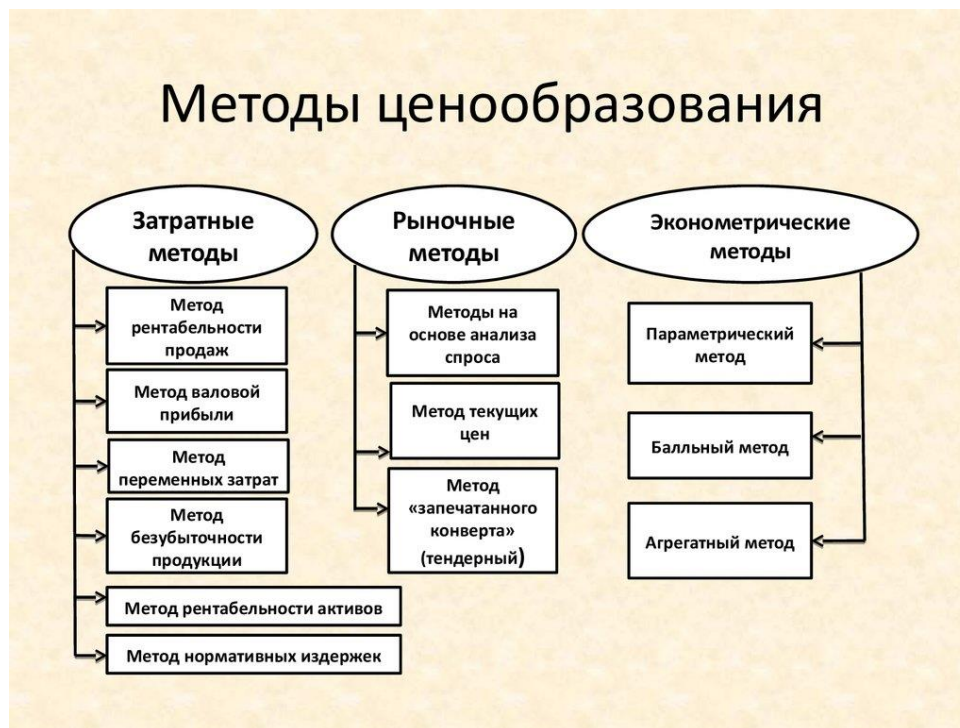 Методы ценообразования
Затратные
методы
Метод
рентабельности
продаж
Метод валовой
прибыли
Метод
переменных затрат
Метод
безубыточности
продукции
Метод рентабельности активов
Метод нормативных издержек
Рыночные
методы
Методы на
основе анализа
спроса
Метод текущих
цен
Метод
«запечатанного
конверта»
(тендерный)
Эконометрические
методы
Параметрический
метод
Балльный метод
Агрегатный метод